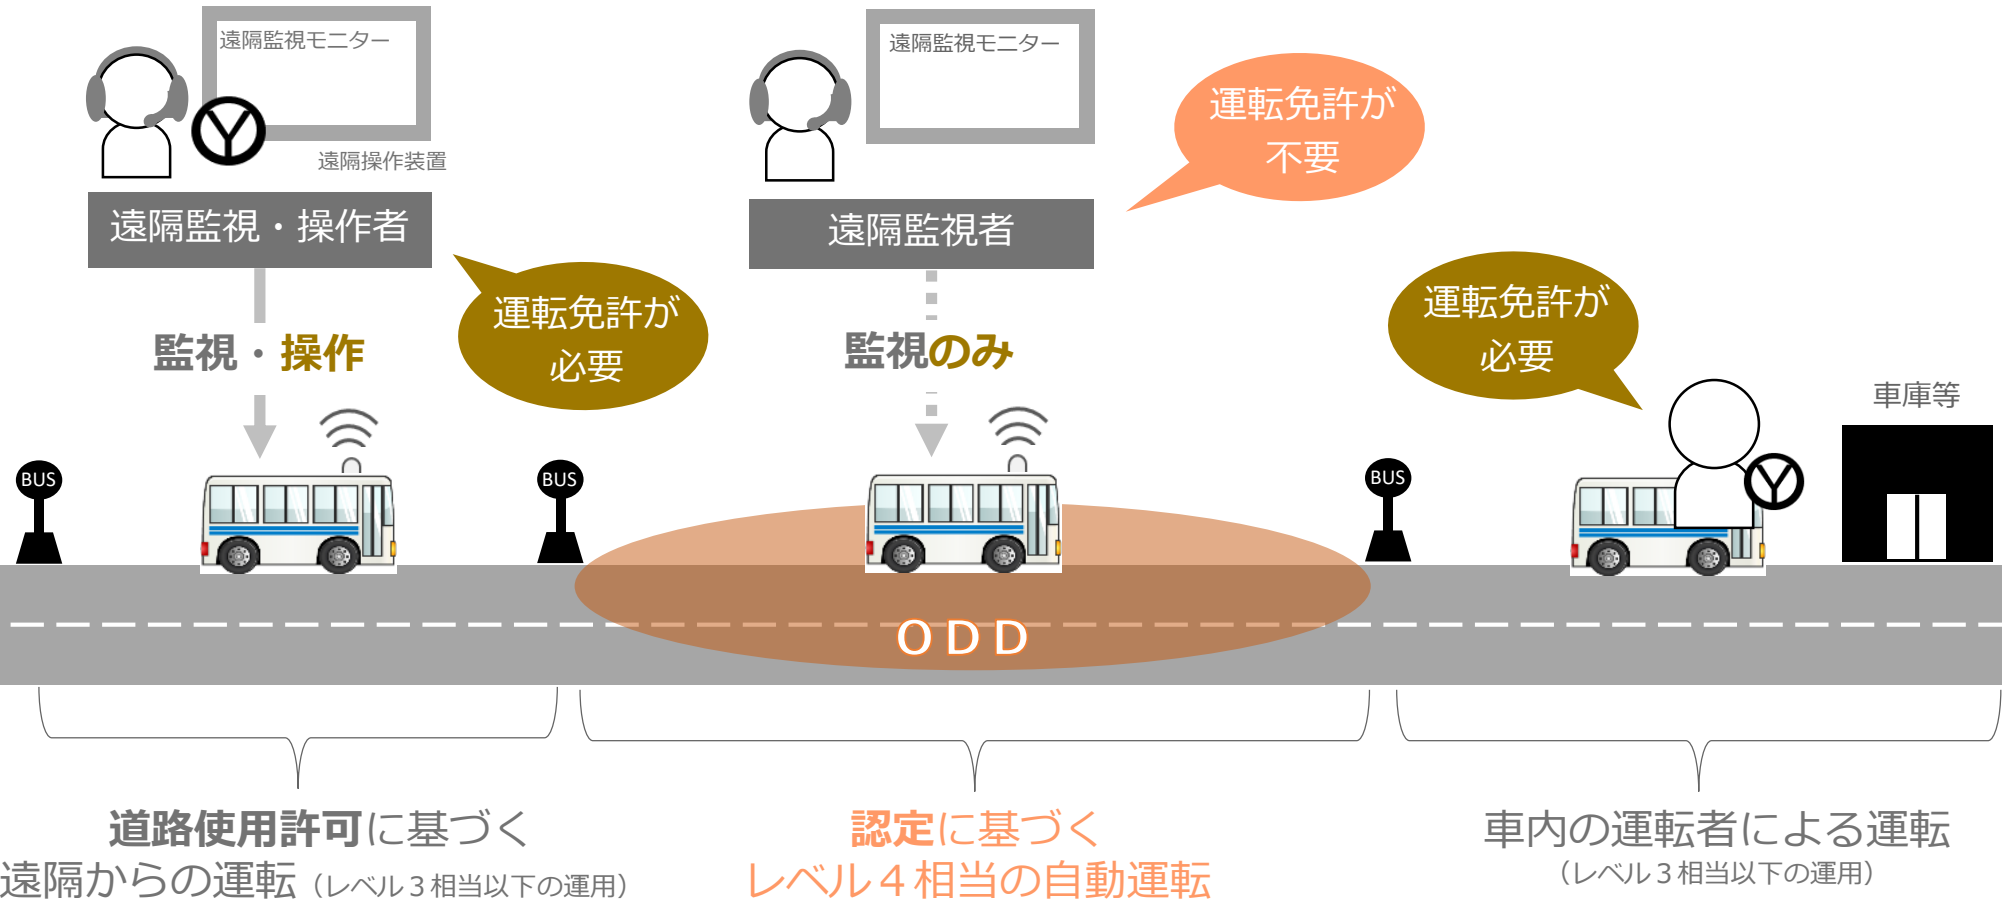 遠隔監視モニター
遠隔操作装置
遠隔監視・操作者
監視・操作
運転免許が
必要
遠隔監視モニター
運転免許が
不要
遠隔監視者
監視のみ
運転免許が
必要
車庫等
BUS
BUS
BUS
ＯＤＤ
道路使用許可に基づく
遠隔からの運転（レベル３相当以下の運用）
認定に基づく
レベル４相当の自動運転
車内の運転者による運転
（レベル３相当以下の運用）